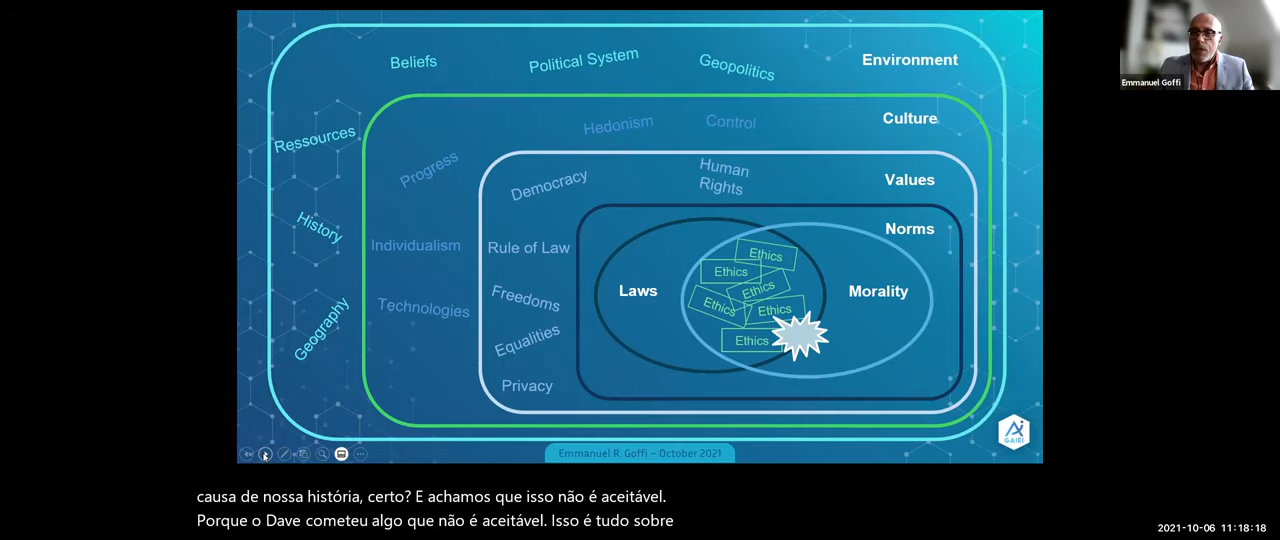 Beliefs
Political System
Geopolitics
Environment
Ressources
Hedonism
Control
Culture
Progress
Democracy
Human
Rights
Values
History
Individualism
Rule of Law
Norms
Ethics
Ethics
Ethics
Ethics
Ethics
Ethics
Laws
Morality
Geography
Technologies
Freedoms
Equalities
Privacy
GAIEI
Emmanuel R. Goffi – October 2021
Emmanuel Goffi
causa de nossa história, certo? E achamos que isso não é aceitável.
Porque o Dave cometeu algo que não é aceitável. Isso é tudo sobre
2021-10-06 11:18:18